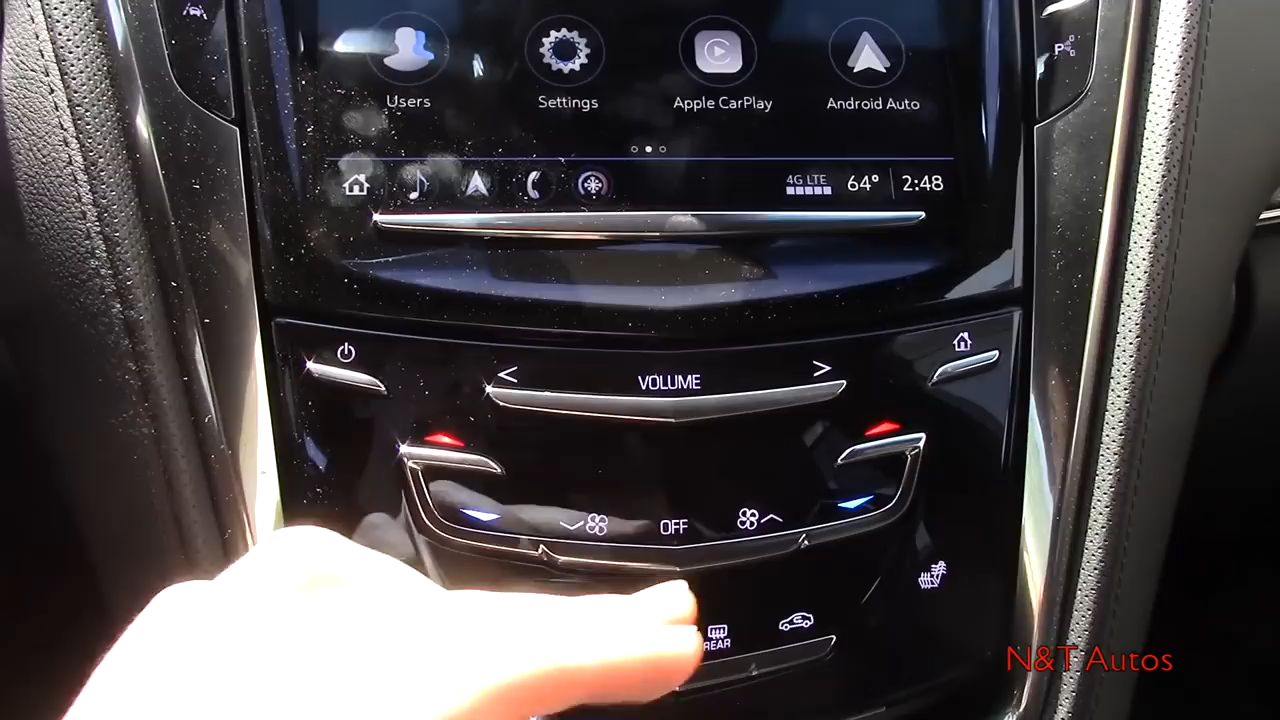 Users
Settings
Apple CarPlay
Android Auto
4G LTE
64° 2:48
P
VOLUME
OFF
REAR
N&T Autos